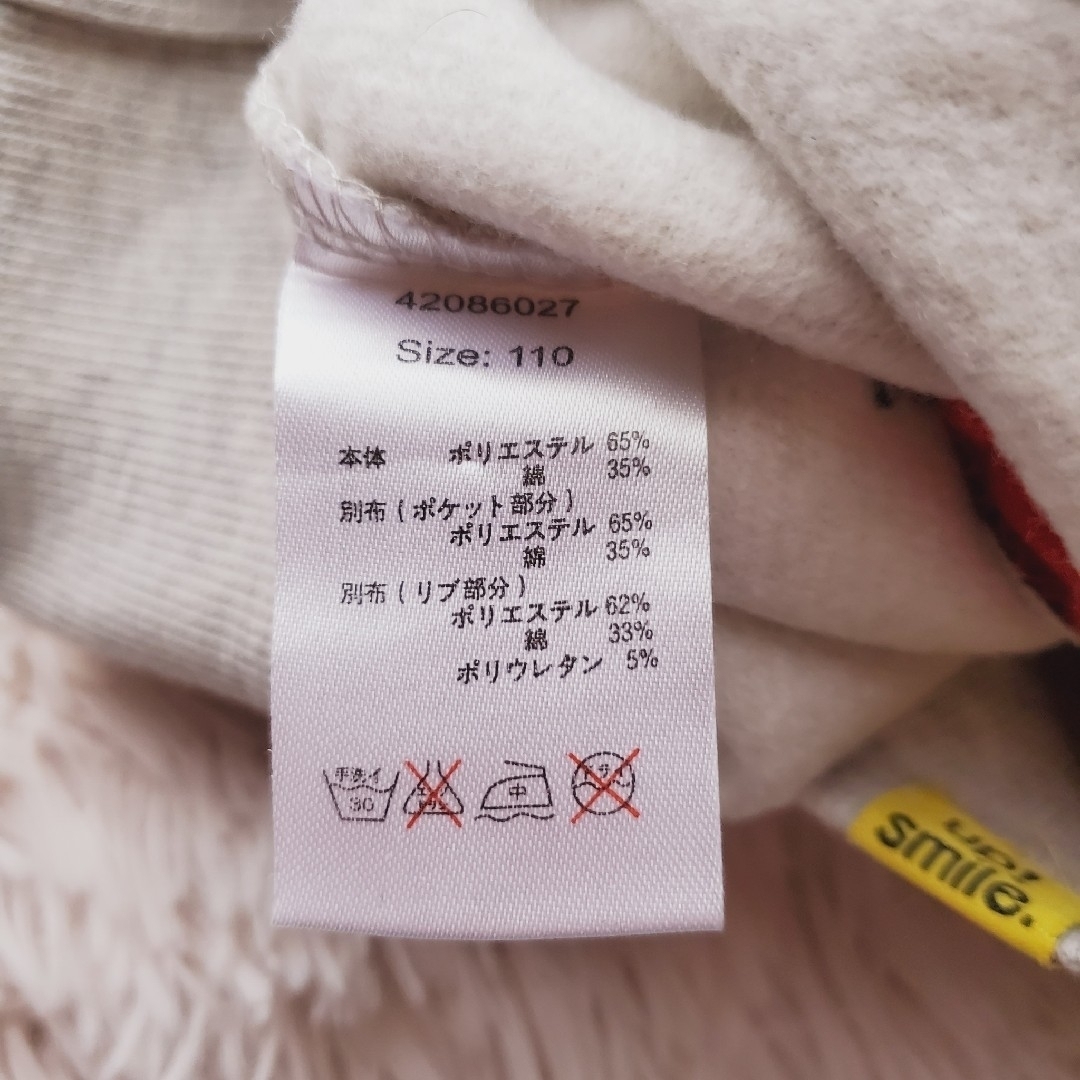 42086027
Size: 110
本体 ポリエステル 65%
綿 35%
別布 (ポケット部分)
ポリエステル 65%
綿 35%
別布 (リブ部分)
ポリエステル 62%
綿 33%
ポリウレタン 5%
手洗イ
30
中
up!
smile.